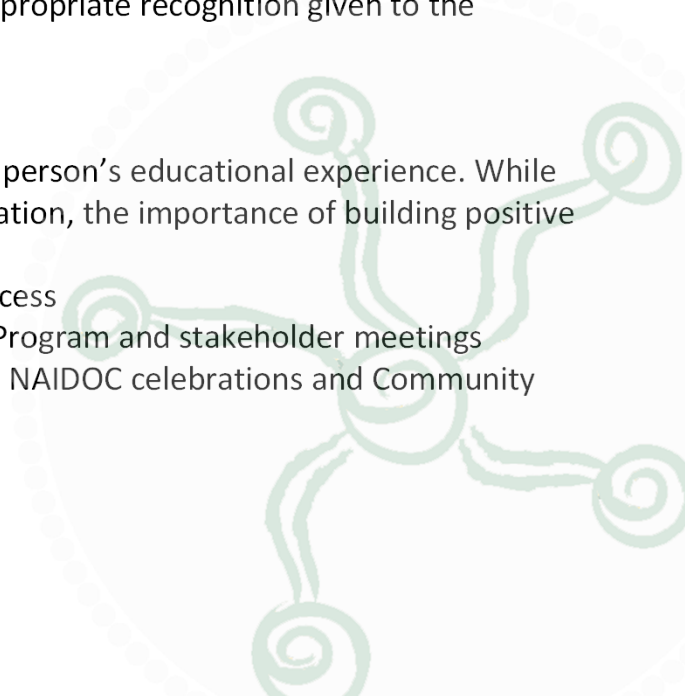 propriate recognition given to the
person’s educational experience. While
ation, the importance of building positive
cess
Program and stakeholder meetings
NAIDOC celebrations and Community